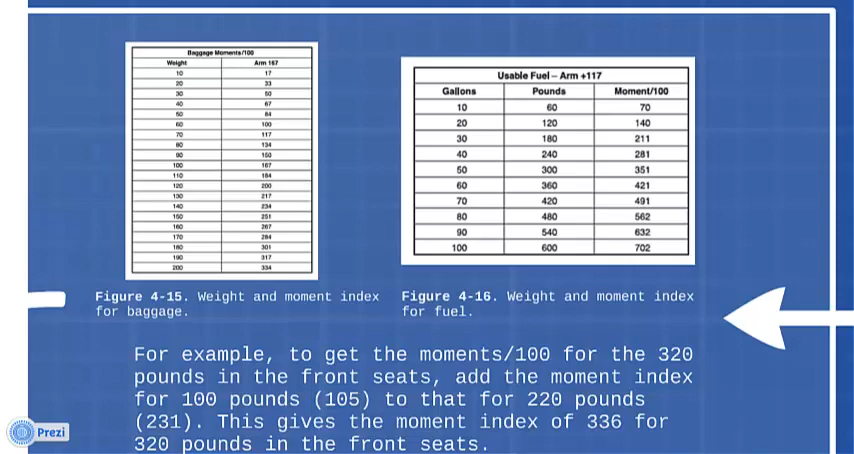 Baggage Moments/100
Weight Arm 167
10 17
20 33
30 50
40 67
50 84
60 100
70 117
80 134
90 150
100 167
110 184
120 200
130 217
140 234
150 251
160 267
170 284
180 301
190 317
200 334
Figure 4-15. Weight and moment index
for baggage.
Usable Fuel – Arm +117
Gallons Pounds Moment/100
10 60 70
20 120 140
30 180 211
40 240 281
50 300 351
60 360 421
70 420 491
80 480 562
90 540 632
100 600 702
Figure 4-16. Weight and moment index
for fuel.
For example, to get the moments/100 for the 320
pounds in the front seats, add the moment index
for 100 pounds (105) to that for 220 pounds
(231). This gives the moment index of 336 for
320 pounds in the front seats.
Prezi